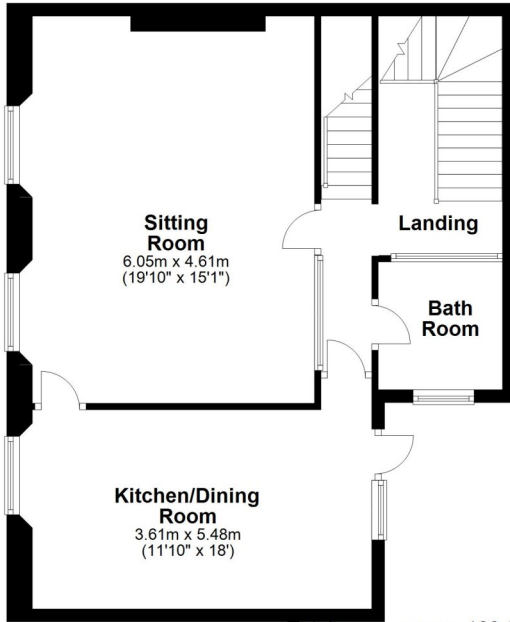 Sitting
Room
6.05m x 4.61m
(19'10" x 15'1")
Landing
Bath
Room
Kitchen/Dining
Room
3.61m x 5.48m
(11'10" x 18')